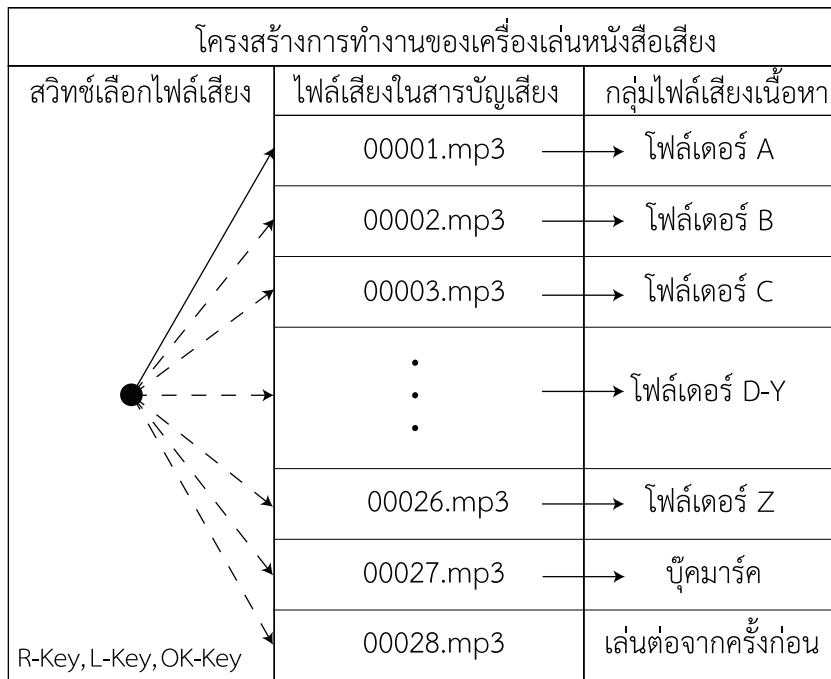 โครงสร้างการทำงานของเครื่องเล่นหนังสือเสียง
สวิทช์เลือกไฟล์เสียง ไฟล์เสียงในสารบัญเสียง กลุ่มไฟล์เสียงเนื้อหา
00001.mp3 โฟล์เดอร์ A
00002.mp3 โฟล์เดอร์ B
00003.mp3 โฟล์เดอร์ C
โฟล์เดอร์ D-Y
00026.mp3 โฟล์เดอร์ Z
00027.mp3 บุ๊คมาร์ค
00028.mp3 เล่นต่อจากครั้งก่อน
R-Key, L-Key, OK-Key